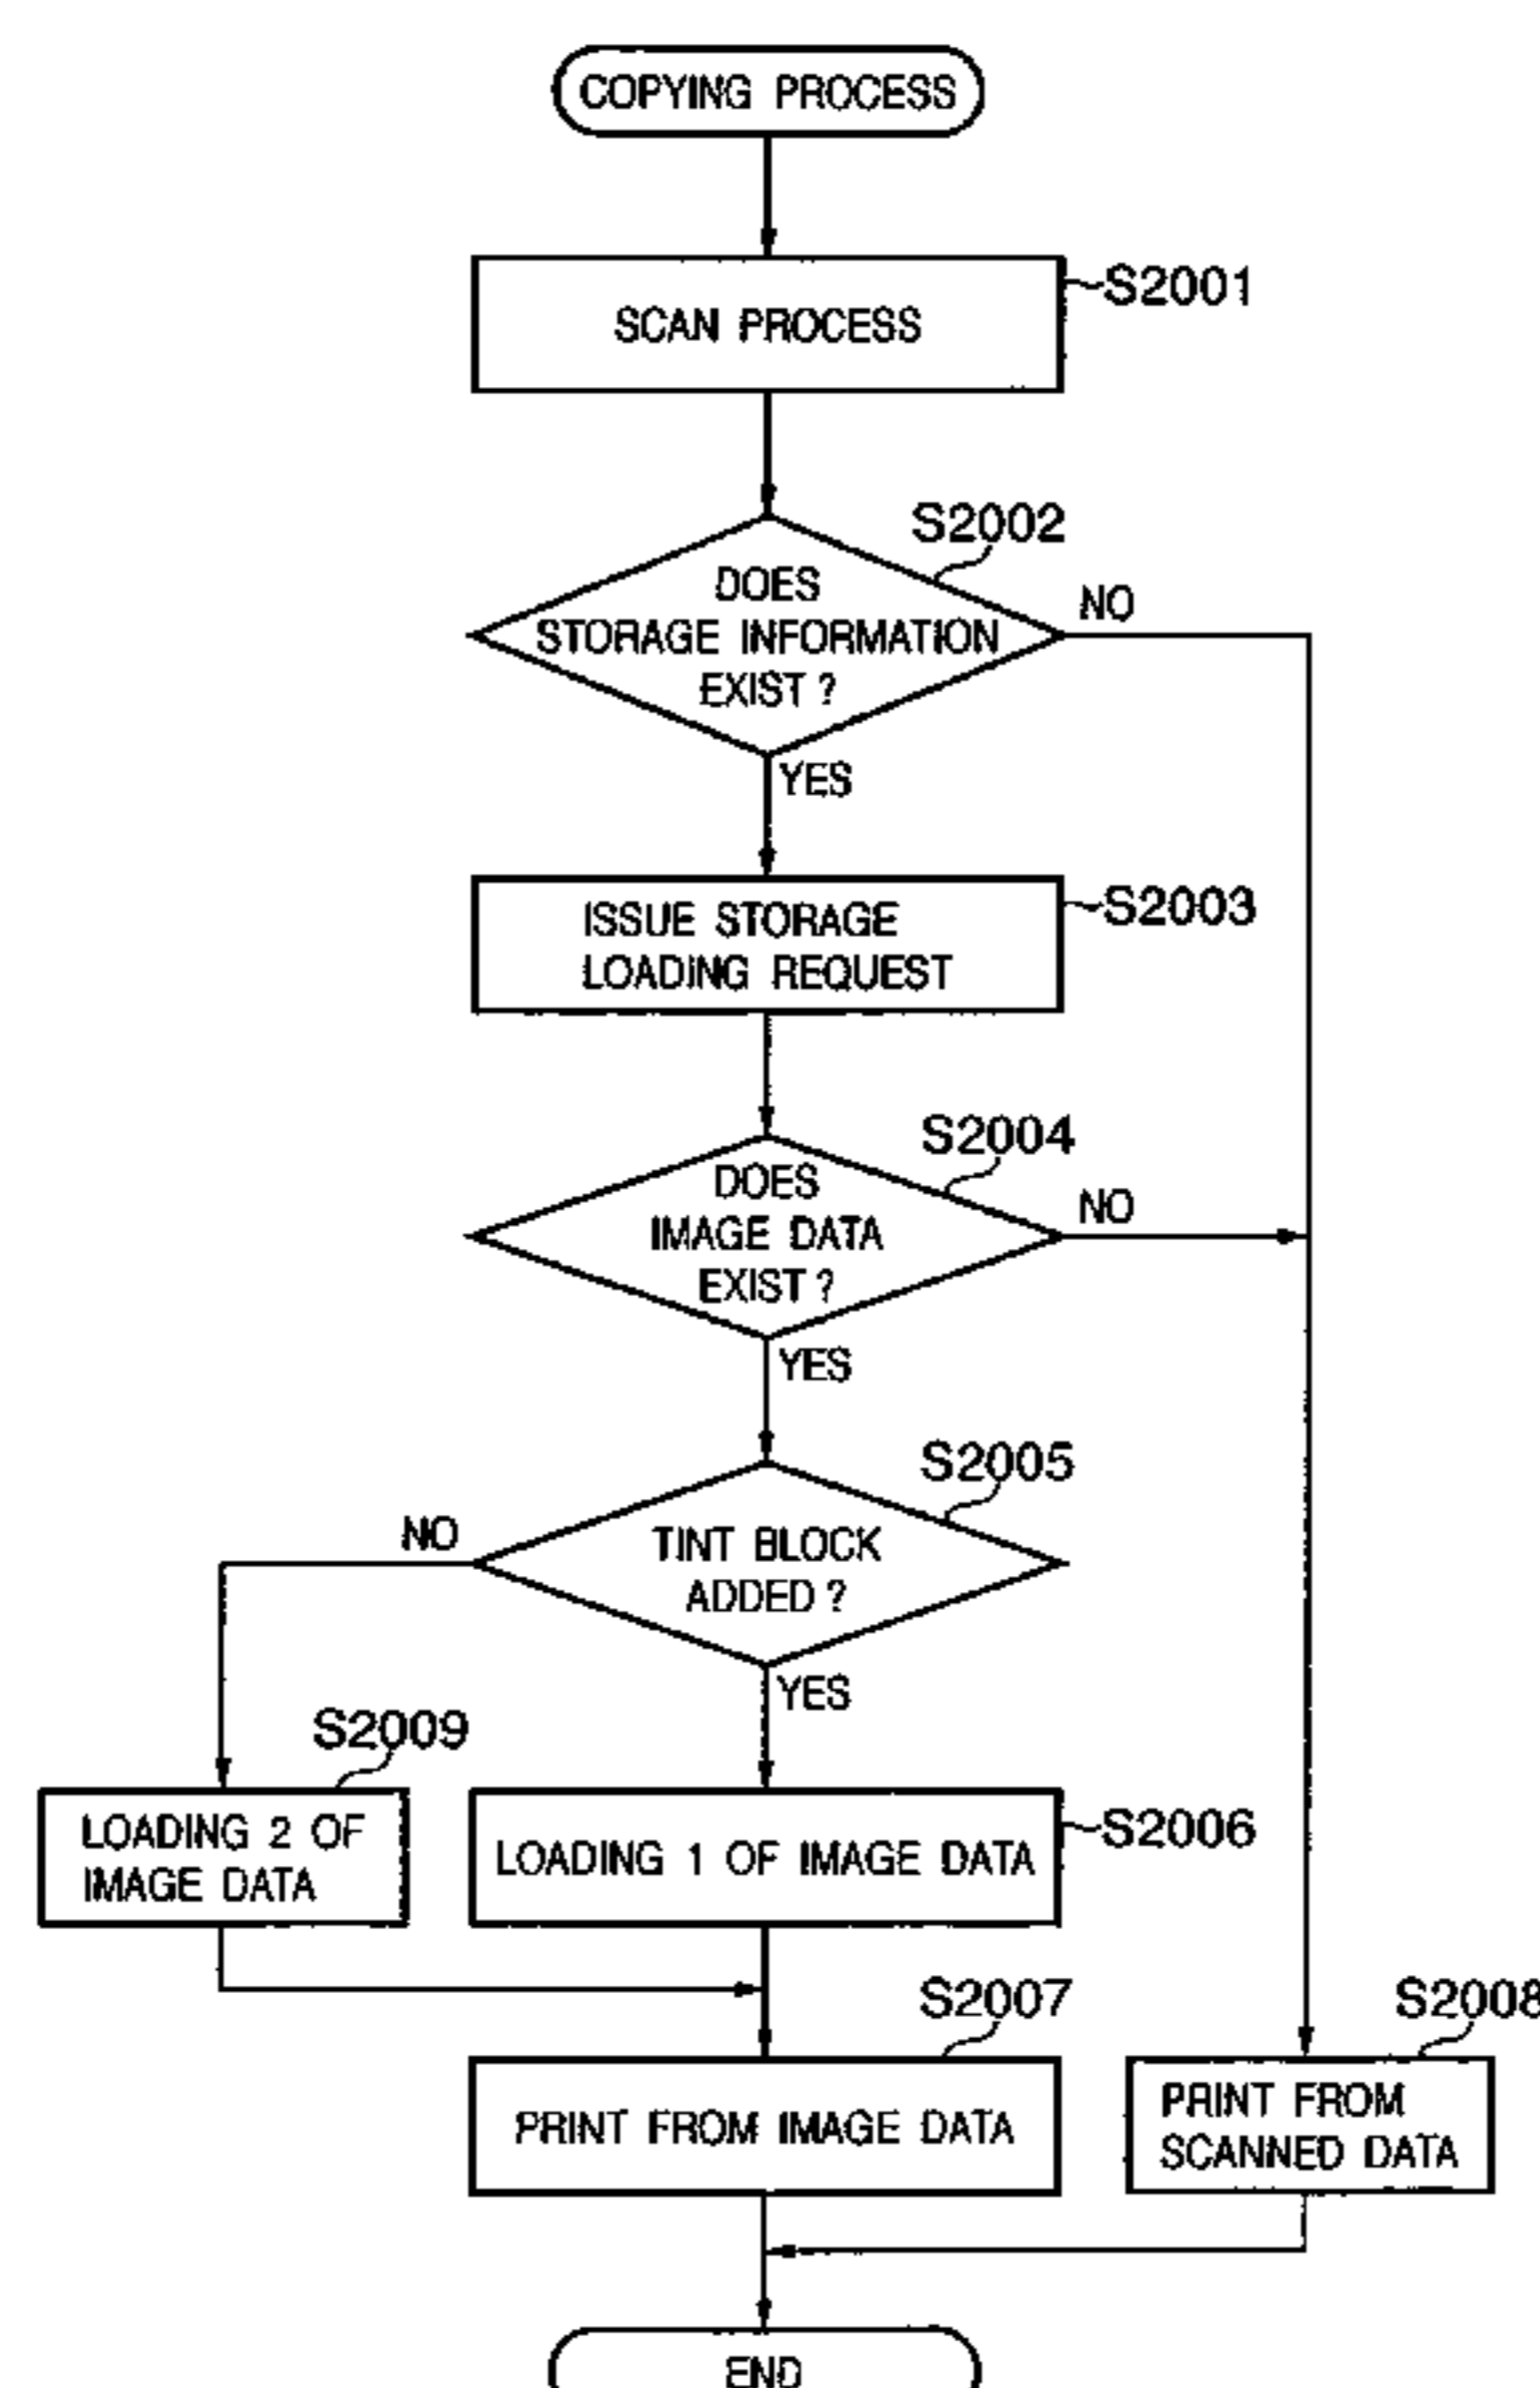 COPYING PROCESS
S2001
SCAN PROCESS
S2002
DOES
STORAGE INFORMATION
EXIST ?
NO
YES
S2003
ISSUE STORAGE
LOADING REQUEST
S2004
DOES
IMAGE DATA
EXIST ?
NO
YES
S2005
NO
TINT BLOCK
ADDED ?
YES
S2009
LOADING 2 OF
IMAGE DATA
S2006
LOADING 1 OF IMAGE DATA
S2007
PRINT FROM IMAGE DATA
S2008
PRINT FROM
SCANNED DATA
END